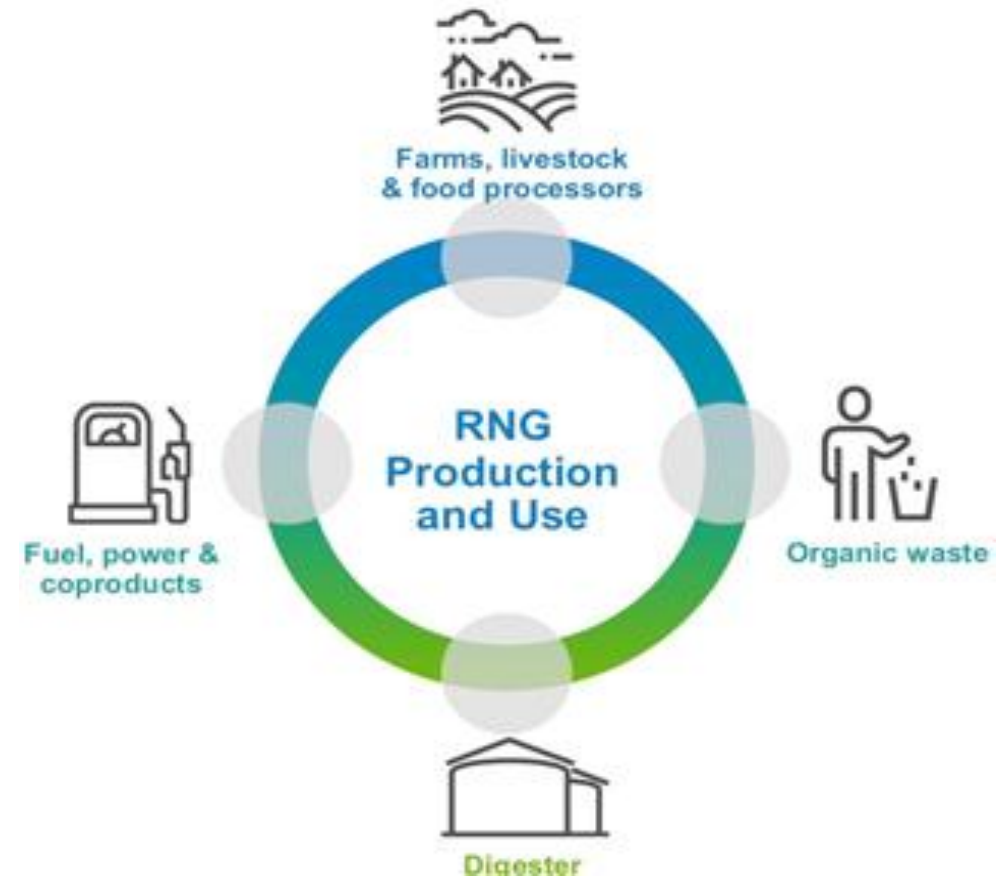 Farms, livestock
& food processors
RNG
Production
and Use
Fuel, power &
coproducts
Organic waste
Digester